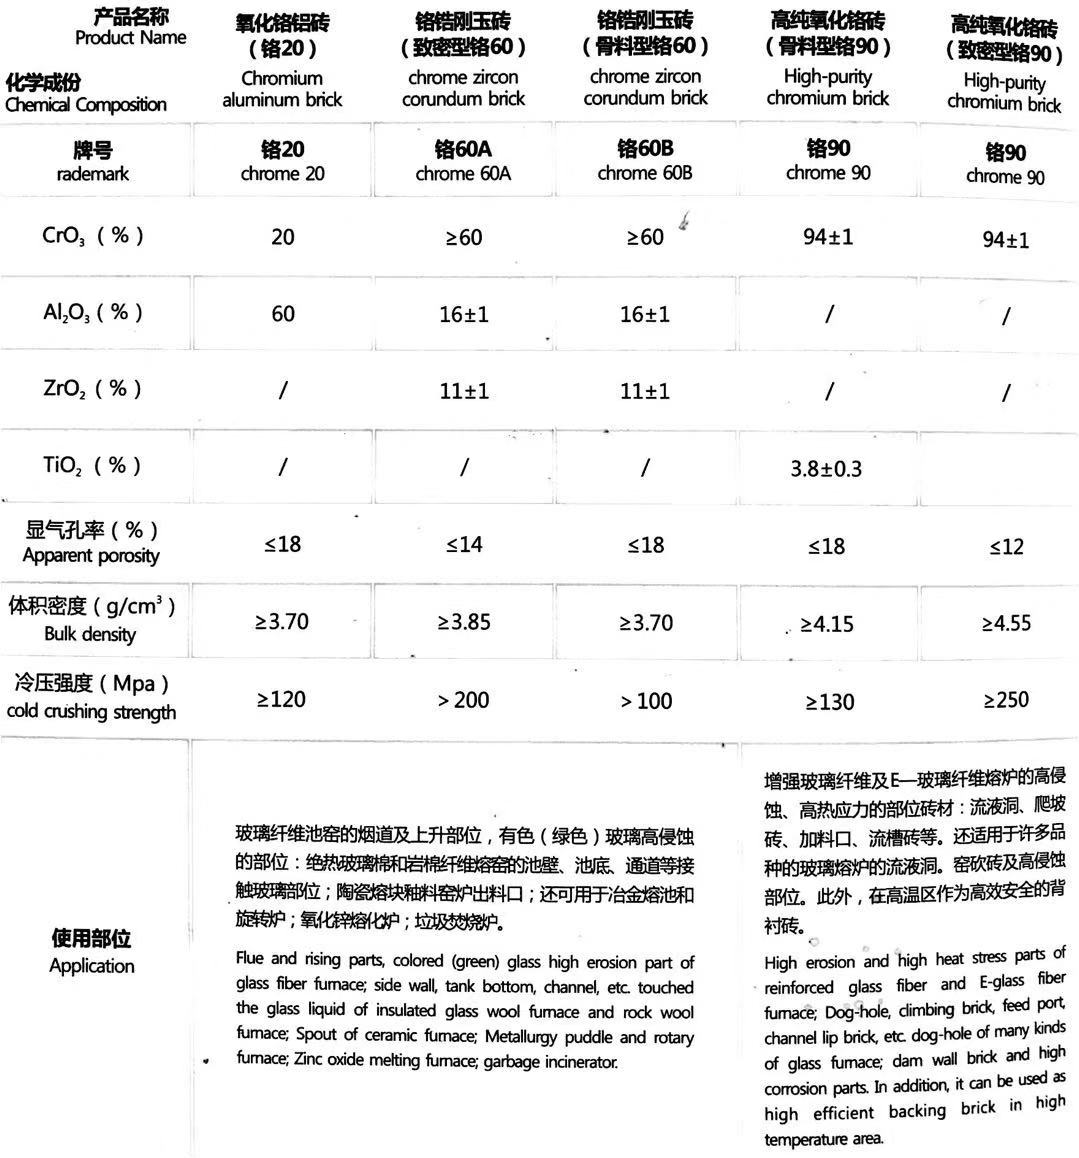 产品名称
Product Name
化学成份
Chemical Composition
氧化铬铝砖
（铬20）
Chromium
aluminum brick
铬锆刚玉砖
（致密型铬60）
chrome zircon
corundum brick
铬锆刚玉砖
（骨料型铬60）
chrome zircon
corundum brick
高纯氧化铬砖
（骨料型铬90）
High-purity
chromium brick
高纯氧化铬砖
（致密型铬90）
High-purity
chromium brick
牌号
rademark
铬20
chrome 20
铬60A
chrome 60A
铬60B
chrome 60B
铬90
chrome 90
铬90
chrome 90
CrO₃（%） 20 ≥60 ≥60 94±1 94±1
Al₂O₃（%） 60 16±1 16±1 / /
ZrO₂（%） / 11±1 11±1 / /
TiO₂（%） / / / 3.8±0.3
显气孔率（%）
Apparent porosity
≤18 ≤14 ≤18 ≤18 ≤12
体积密度（g/cm³）
Bulk density
≥3.70 ≥3.85 ≥3.70 ≥4.15 ≥4.55
冷压强度（Mpa）
cold crushing strength
≥120 >200 >100 ≥130 ≥250
使用部位
Application
玻璃纤维池窑的烟道及上升部位，有色（绿色）玻璃高侵蚀
的部位：绝热玻璃棉和岩棉纤维熔窑的池壁、池底、通道等接
触玻璃部位；陶瓷熔块釉料窑炉出料口；还可用于冶金熔池和
旋转炉；氧化锌熔化炉；垃圾焚烧炉。
Flue and rising parts, colored (green) glass high erosion part of
glass fiber furnace; side wall, tank bottom, channel, etc. touched
the glass liquid of insulated glass wool furnace and rock wool
furnace; Spout of ceramic furnace; Metallurgy puddle and rotary
furnace; Zinc oxide melting furnace; garbage incinerator.
增强玻璃纤维及E—玻璃纤维熔炉的高侵
蚀、高热应力的部位砖材：流液洞、爬坡
砖、加料口、流槽砖等。还适用于许多品
种的玻璃熔炉的流液洞。窑砍砖及高侵蚀
部位。此外，在高温区作为高效安全的背
衬砖。
High erosion and high heat stress parts of
reinforced glass fiber and E-glass fiber
furnace; Dog-hole, climbing brick, feed port,
channel lip brick, etc. dog-hole of many kinds
of glass furnace; dam wall brick and high
corrosion parts. In addition, it can be used as
high efficient backing brick in high
temperature area.